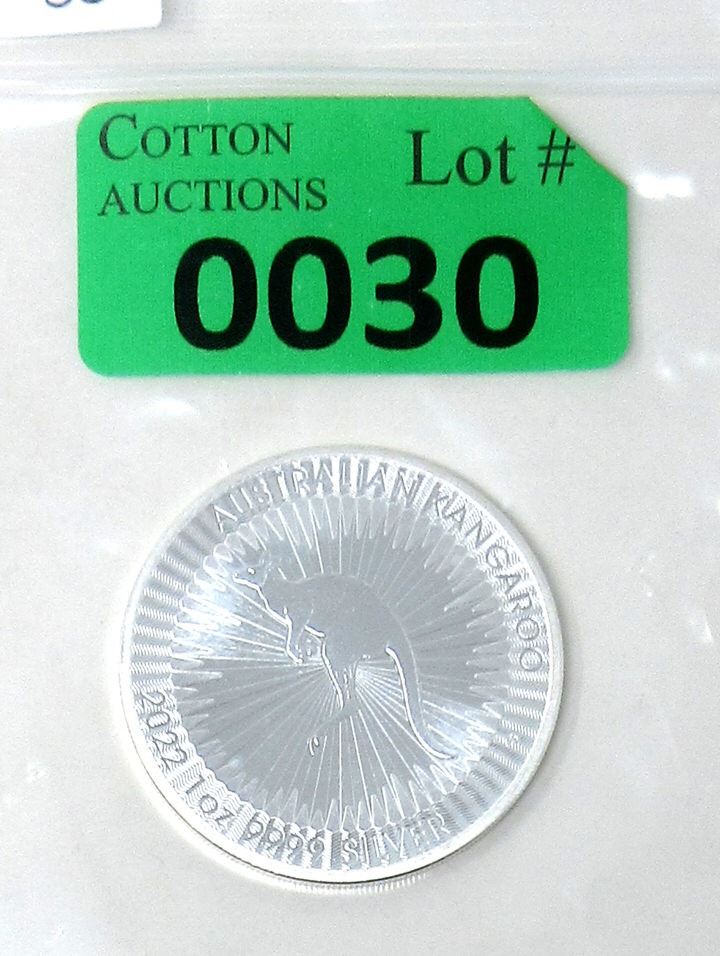 COTTON
AUCTIONS
Lot #
0030
AUSTRALIAN KANGAROO
2022 1oz 9999 SILVER